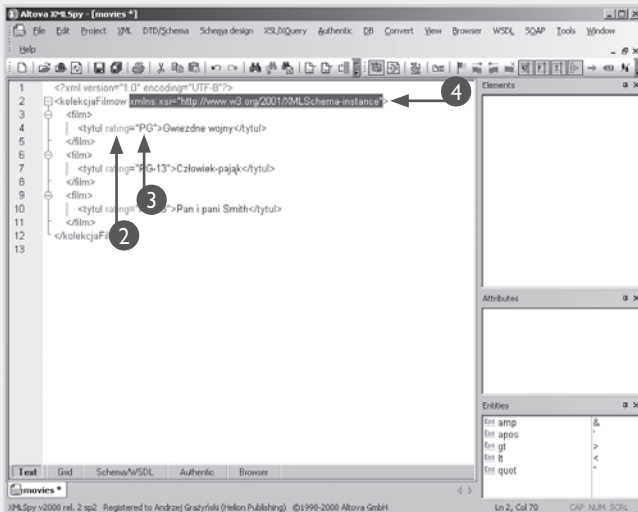 Altova XMLSpy - [movies *]
File Edit Project XML DTD/Schema Schema design XSL/XQuery Authentic DB Convert View Browser WSDL SOAP Tools Window
Help
1 <?xml version="1.0" encoding="UTF-8"?>
2 <kolekcjaFilmow xmlns:xsi="http://www.w3.org/2001/XMLSchema-instance">
3 <film>
4 <tytul rating="PG">Gwiezdne wojny</tytul>
5 </film>
6 <film>
7 <tytul rating="PG-13">Człowiek-pająk</tytul>
8 </film>
9 <film>
10 <tytul >Pan i pani Smith</tytul>
11 </film>
12
13
4
3
2
Elements
Attributes
Entities
Ent amp &
Ent apos '
Ent gt >
Ent lt <
Ent quot "
Text Grid Schema/WSDL Authentic Browser
movies *
XMLSpy v2008 rel. 2 sp2 Registered to Andrzej Grażyński (Helion Publishing) ©1998-2008 Altova GmbH Ln 2, Col 70 CAP NUM SCRL